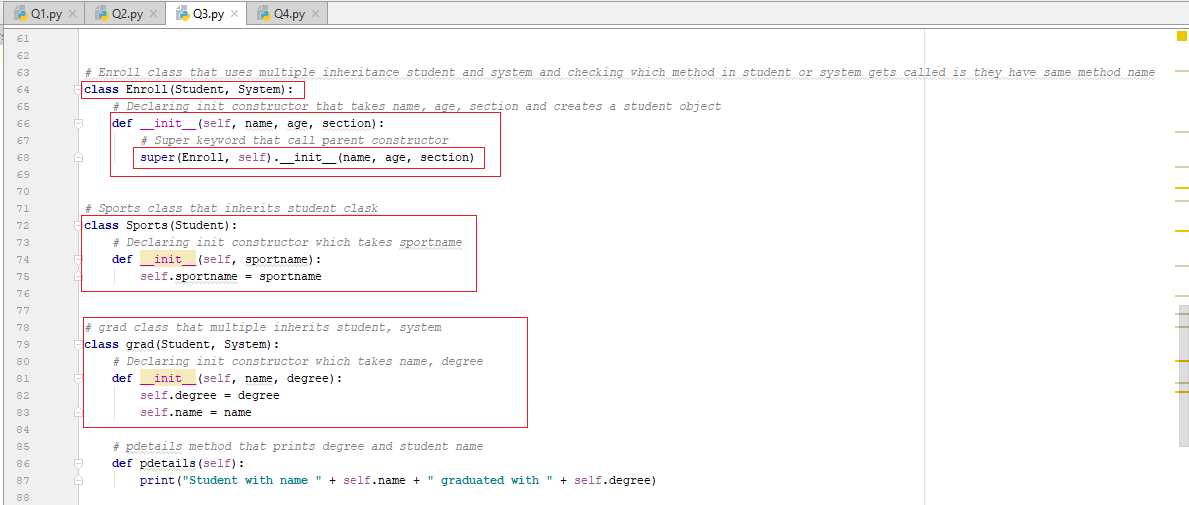 Q1.py Q2.py Q3.py Q4.py
61
62
63 # Enroll class that uses multiple inheritance student and system and checking which method in student or system gets called is they have same method name
64 class Enroll(Student, System):
65 # Declaring init constructor that takes name, age, section and creates a student object
66 def __init__(self, name, age, section):
67 # Super keyword that call parent constructor
68 super(Enroll, self).__init__(name, age, section)
69
70
71 # Sports class that inherits student clask
72 class Sports(Student):
73 # Declaring init constructor which takes sportname
74 def __init__(self, sportname):
75 self.sportname = sportname
76
77
78 # grad class that multiple inherits student, system
79 class grad(Student, System):
80 # Declaring init constructor which takes name, degree
81 def __init__(self, name, degree):
82 self.degree = degree
83 self.name = name
84
85 # pdetails method that prints degree and student name
86 def pdetails(self):
87 print("Student with name " + self.name + " graduated with " + self.degree)
88